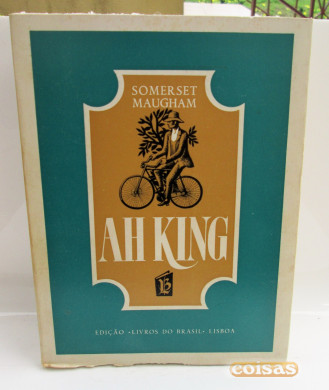 SOMERSET
MAUGHAM
AH KING
EDIÇÃO «LIVROS DO BRASIL» LISBOA
coisas